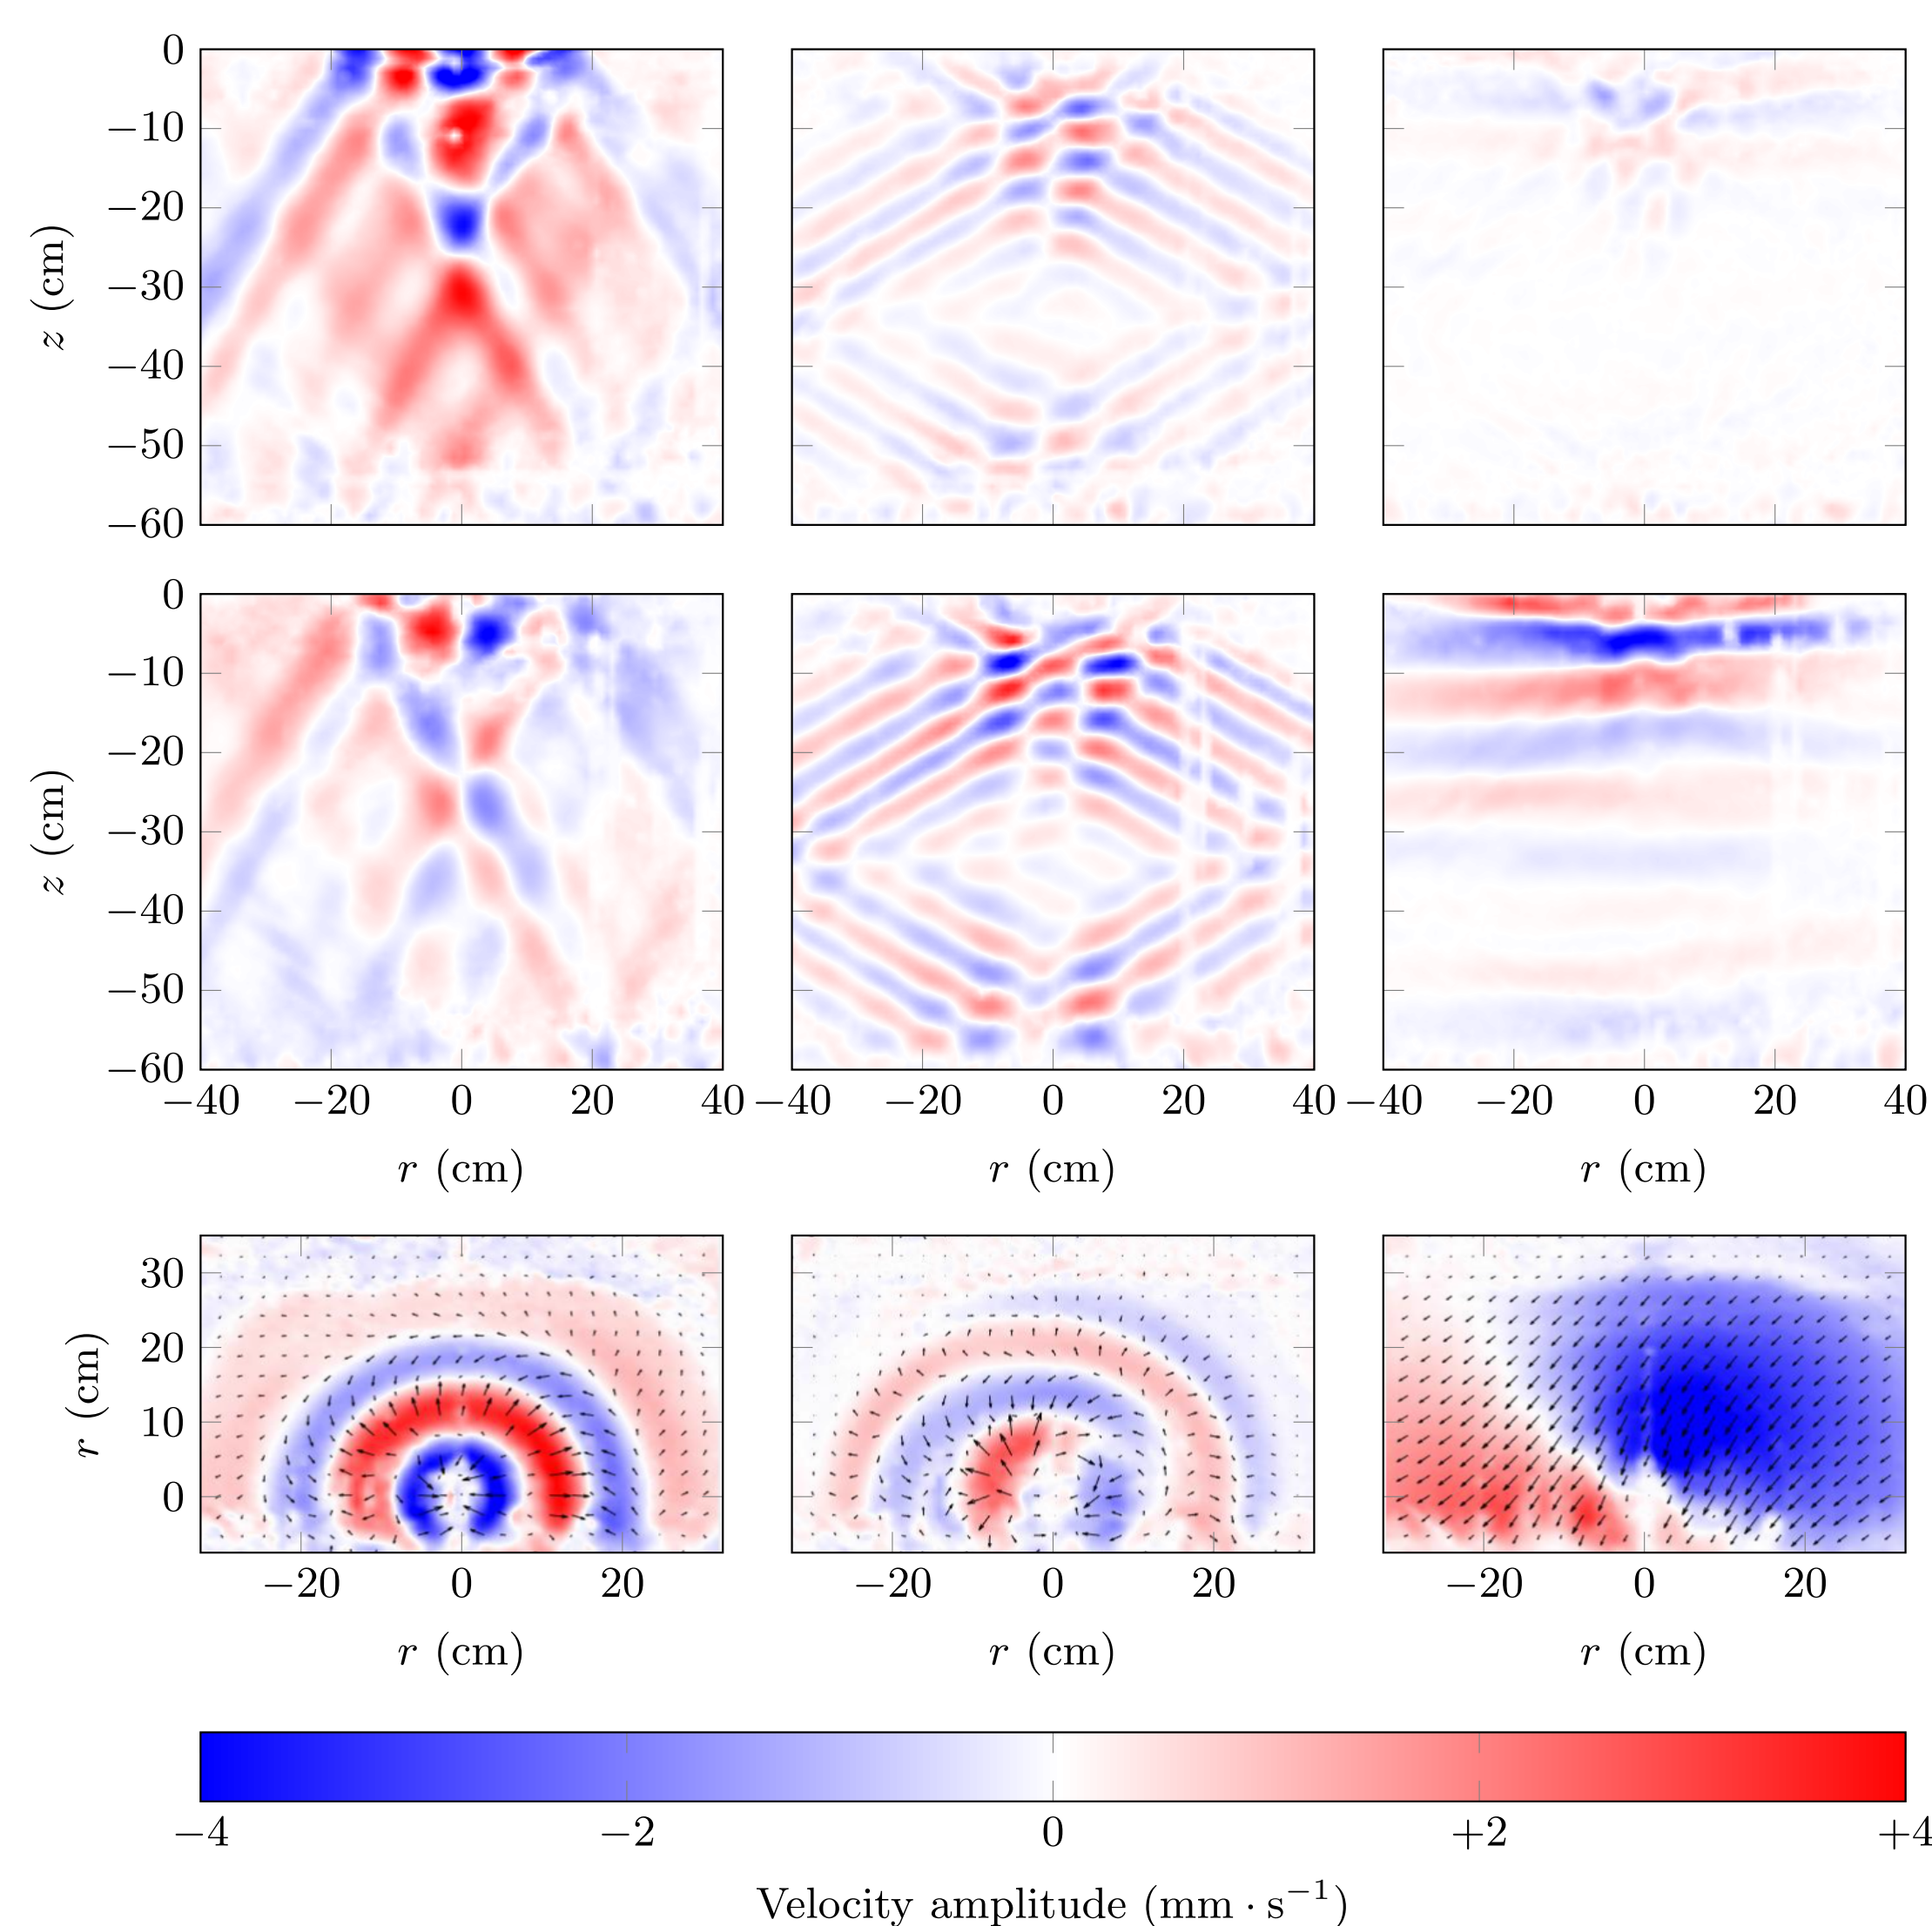 0
−10
−20
−30
−40
−50
−60
z (cm)
0
−10
−20
−30
−40
−50
−60
z (cm)
−40 −20 0 20 40 −40 −20 0 20 40 −40 −20 0 20 40
r (cm) r (cm) r (cm)
30
20
10
0
r (cm)
−20 0 20 −20 0 20 −20 0 20
r (cm) r (cm) r (cm)
−4 −2 0 +2 +4
Velocity amplitude (mm · s⁻¹)